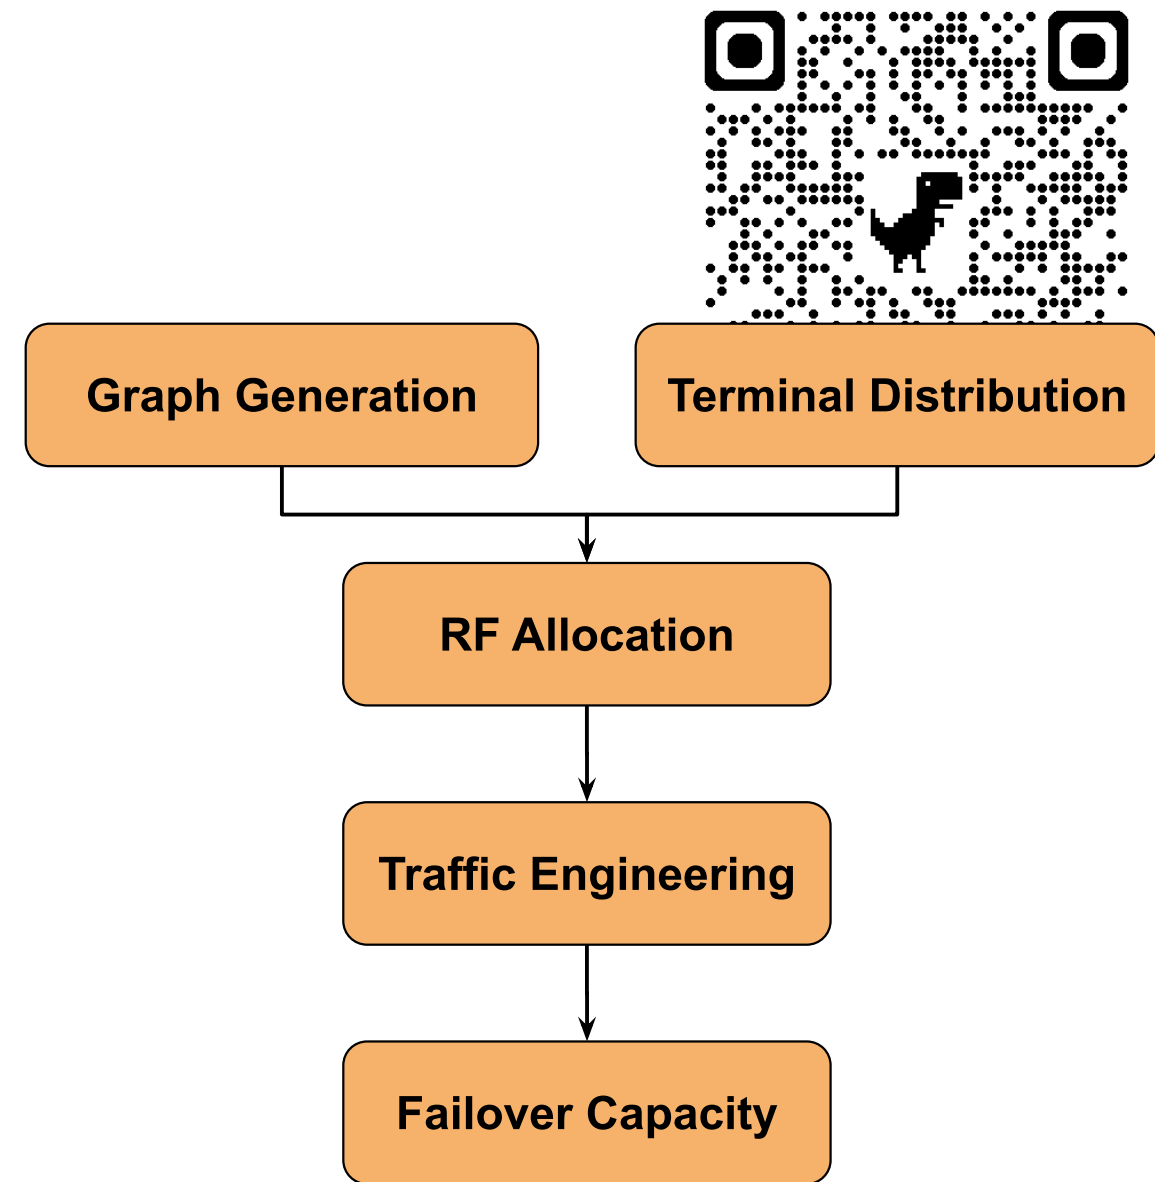 Graph Generation
Terminal Distribution
RF Allocation
Traffic Engineering
Failover Capacity